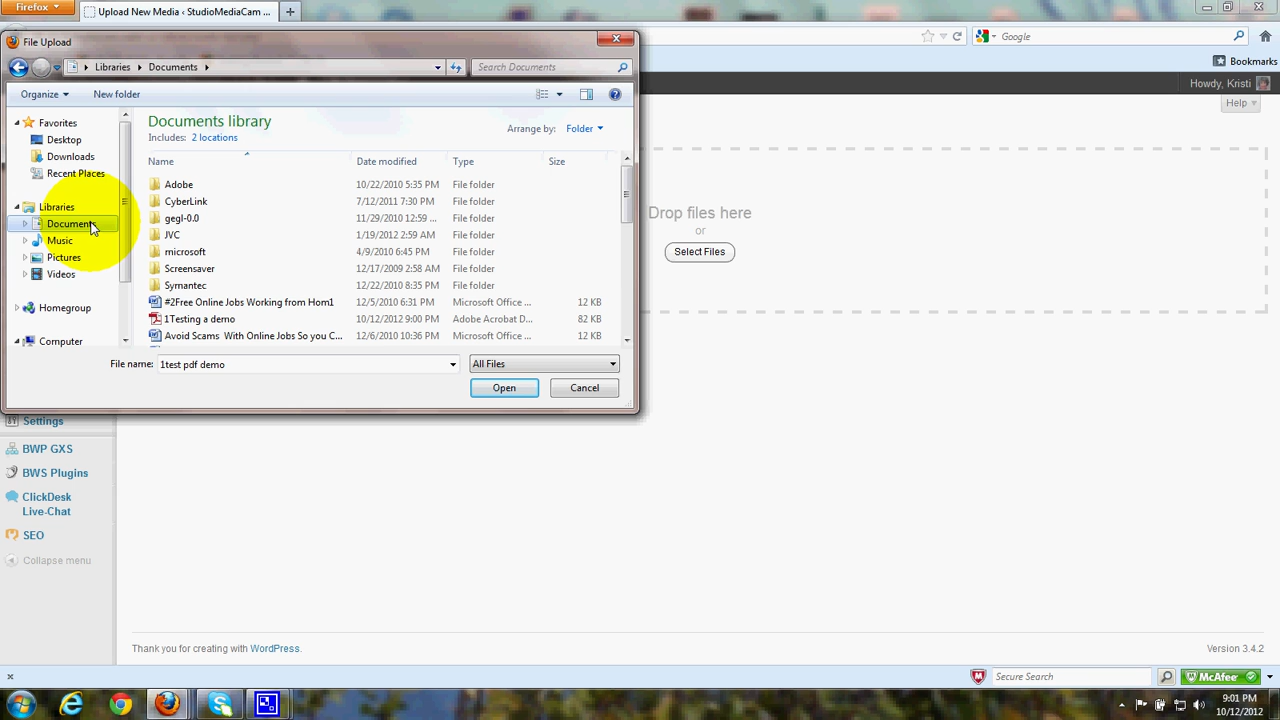 Firefox
Upload New Media ‹ StudioMediaCam ...
File Upload
Libraries
Documents
Search Documents
Google
Bookmarks
Organize
New folder
Howdy, Kristi
Help
Favorites
Desktop
Downloads
Recent Places
Libraries
Documents
Music
Pictures
Videos
Homegroup
Computer
Documents library
Includes: 2 locations
Arrange by: Folder
Name Date modified Type Size
Adobe 10/22/2010 5:35 PM File folder
CyberLink 7/12/2011 7:30 PM File folder
gegl-0.0 11/29/2010 12:59 ... File folder
JVC 1/19/2012 2:59 AM File folder
microsoft 4/9/2010 6:45 PM File folder
Screensaver 12/17/2009 2:58 AM File folder
Symantec 12/22/2010 8:35 PM File folder
#2Free Online Jobs Working from Hom1 12/5/2010 6:31 PM Microsoft Office ... 12 KB
1Testing a demo 10/12/2012 9:00 PM Adobe Acrobat D... 82 KB
Avoid Scams With Online Jobs So you C... 12/6/2010 10:36 PM Microsoft Office ... 12 KB
File name: 1test pdf demo All Files
Open Cancel
Drop files here
or
Select Files
Settings
BWP GXS
BWS Plugins
ClickDesk
Live-Chat
SEO
Collapse menu
Thank you for creating with WordPress.
Version 3.4.2
Secure Search
McAfee
9:01 PM
10/12/2012